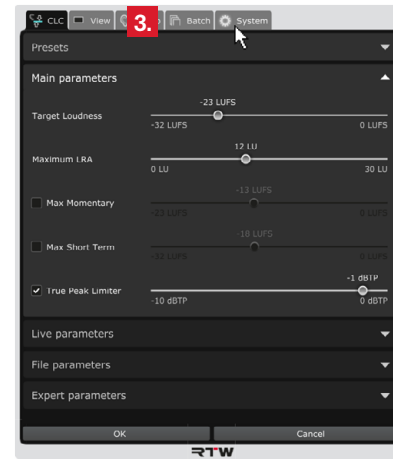 CLC View 3. Batch System
Presets
Main parameters
-23 LUFS
Target Loudness
-32 LUFS 0 LUFS
12 LU
Maximum LRA
0 LU 30 LU
-13 LUFS
Max Momentary
-23 LUFS 0 LUFS
-18 LUFS
Max Short Term
-32 LUFS 0 LUFS
-1 dBTP
True Peak Limiter
-10 dBTP 0 dBTP
Live parameters
File parameters
Expert parameters
OK Cancel
RTW